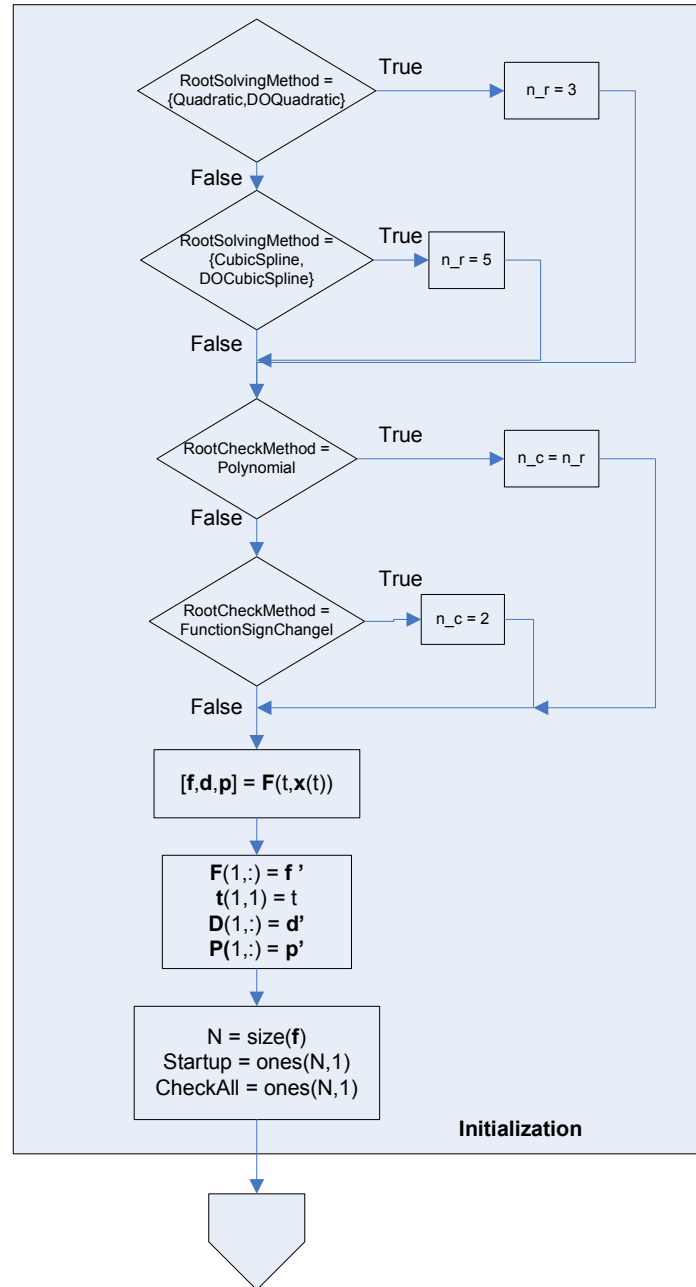 RootSolvingMethod =
{Quadratic,DOQuadratic}
True
n_r = 3
False
RootSolvingMethod =
{CubicSpline,
DOCubicSpline}
True
n_r = 5
False
RootCheckMethod =
Polynomial
True
n_c = n_r
False
RootCheckMethod =
FunctionSignChangel
True
n_c = 2
False
[f,d,p] = F(t,x(t))
F(1,:) = f '
t(1,1) = t
D(1,:) = d’
P(1,:) = p’
N = size(f)
Startup = ones(N,1)
CheckAll = ones(N,1)
Initialization